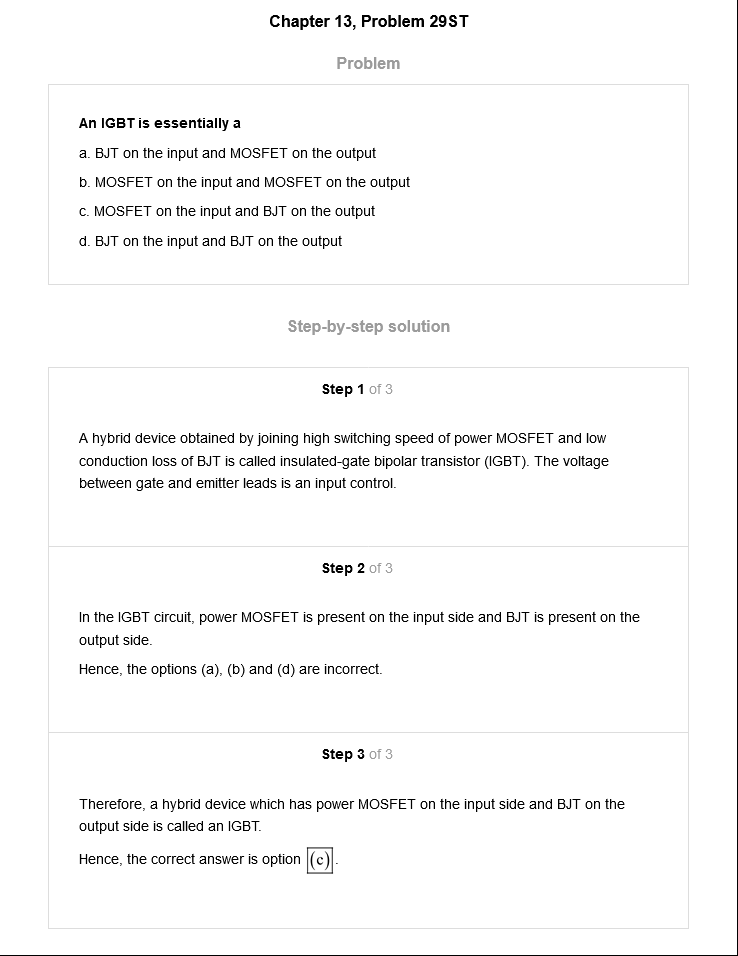 Chapter 13, Problem 29ST
Problem
An IGBT is essentially a
a. BJT on the input and MOSFET on the output
b. MOSFET on the input and MOSFET on the output
c. MOSFET on the input and BJT on the output
d. BJT on the input and BJT on the output
Step-by-step solution
Step 1 of 3
A hybrid device obtained by joining high switching speed of power MOSFET and low
conduction loss of BJT is called insulated-gate bipolar transistor (IGBT). The voltage
between gate and emitter leads is an input control.
Step 2 of 3
In the IGBT circuit, power MOSFET is present on the input side and BJT is present on the
output side.
Hence, the options (a), (b) and (d) are incorrect.
Step 3 of 3
Therefore, a hybrid device which has power MOSFET on the input side and BJT on the
output side is called an IGBT.
Hence, the correct answer is option (c).